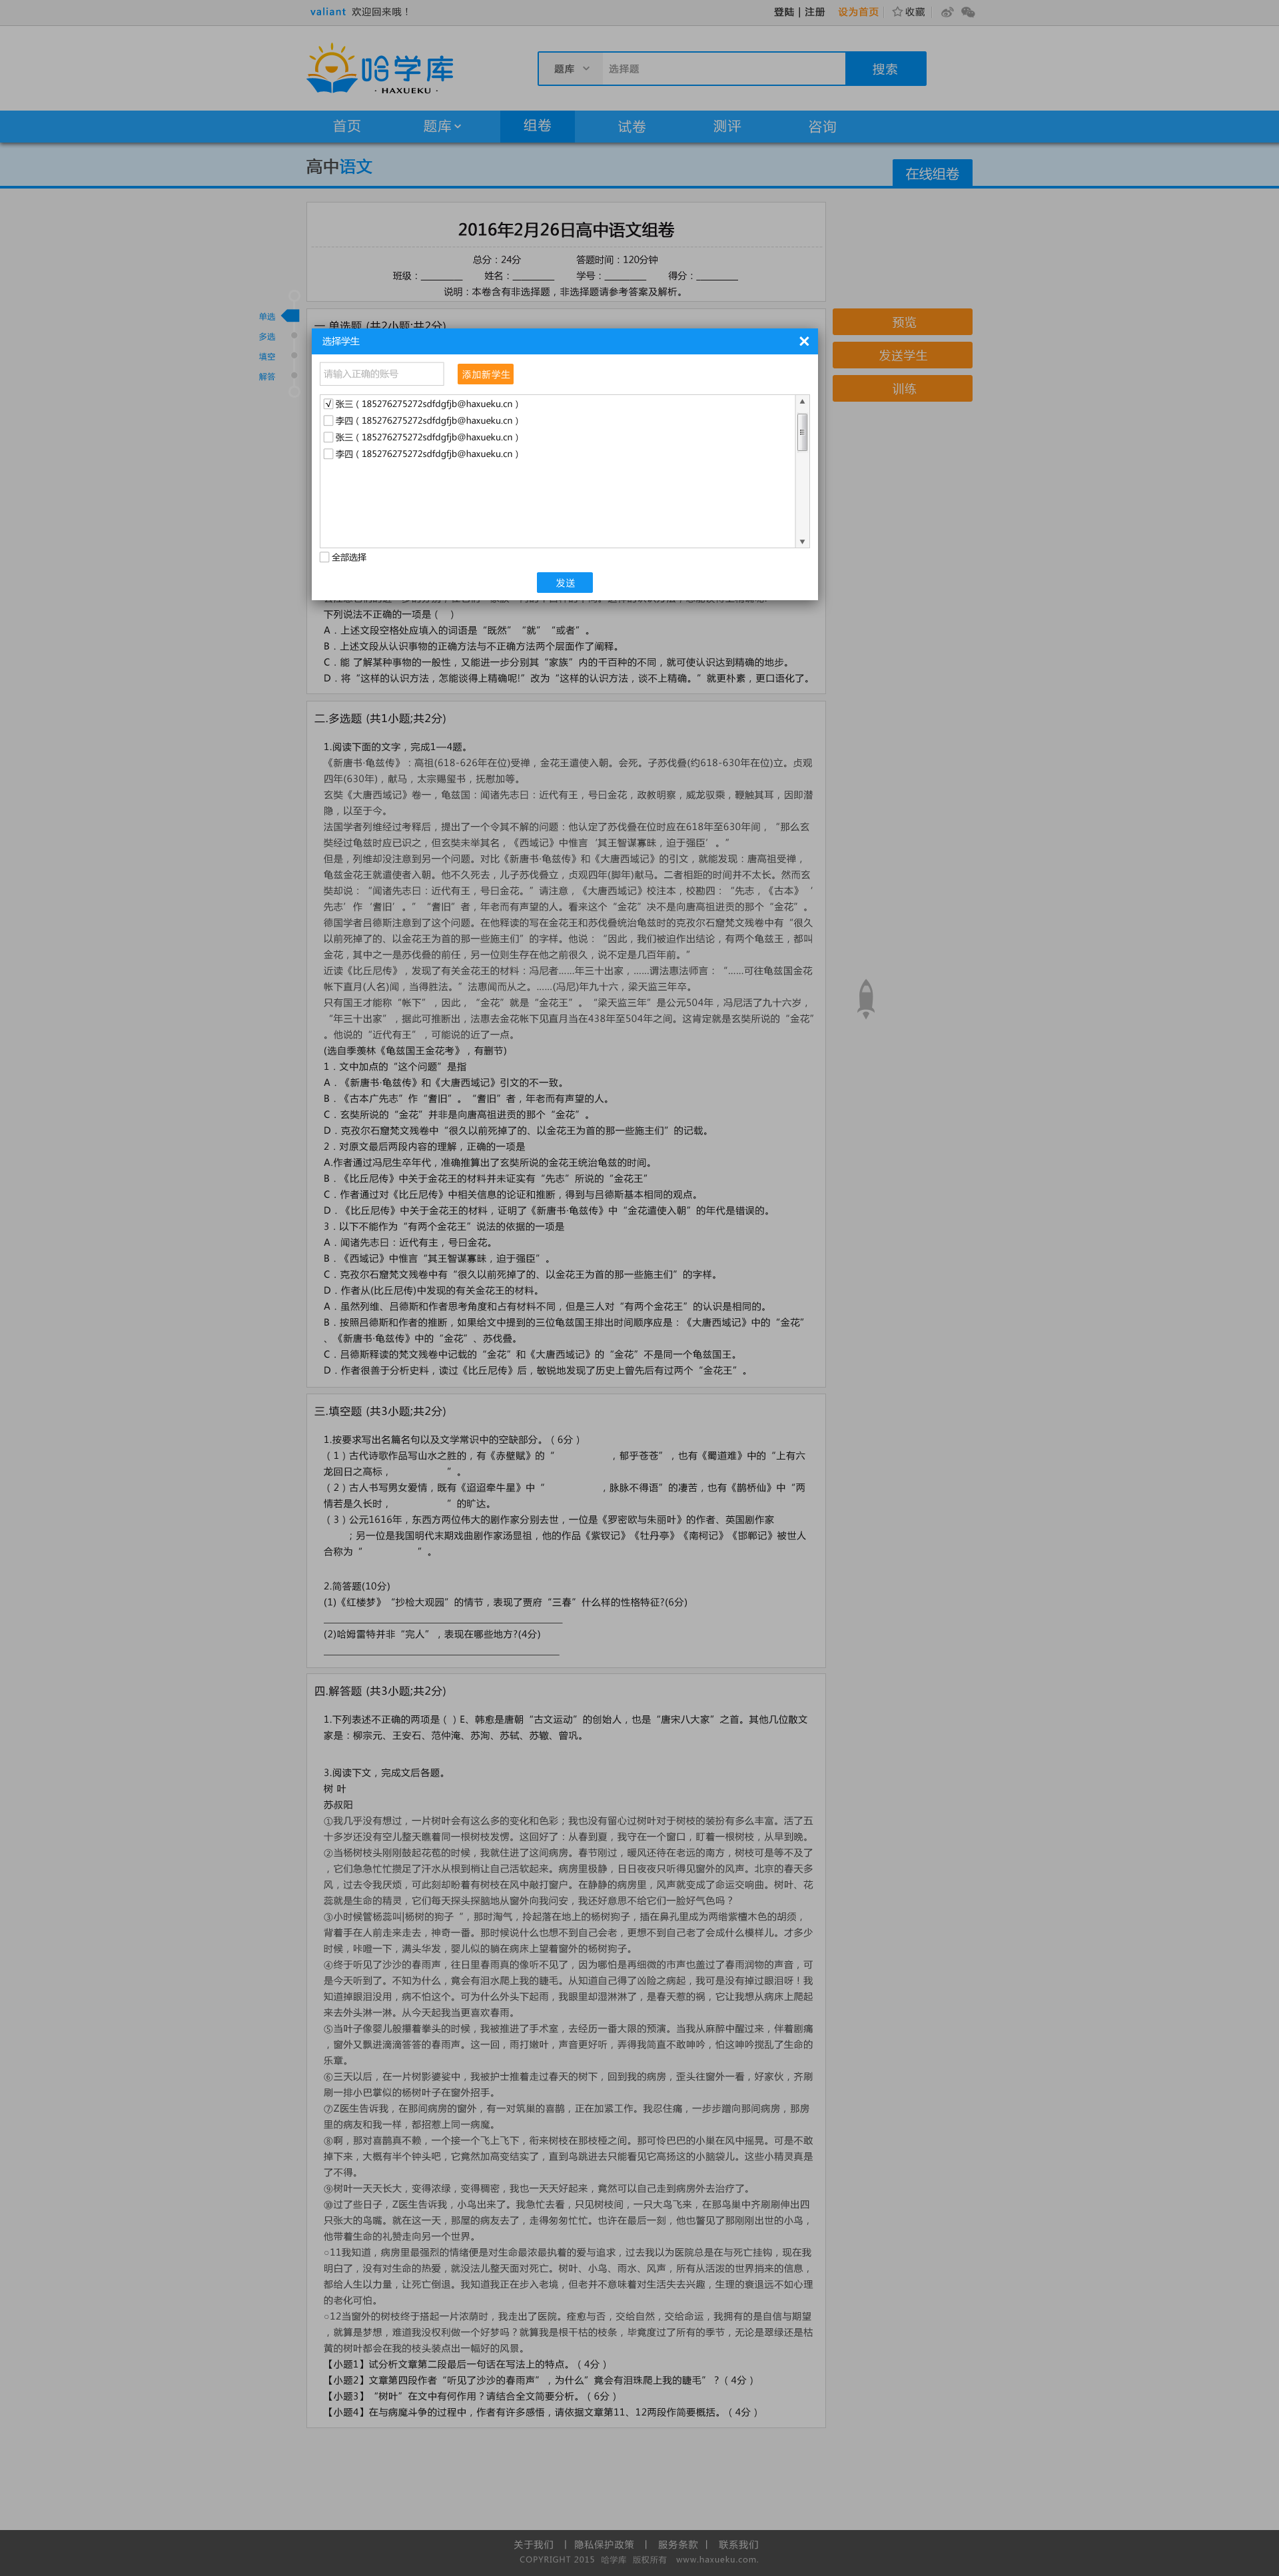 valiant 欢迎回来哦！
登陆 | 注册 设为首页 收藏
哈学库
· HAXUEKU ·
题库 选择题 搜索
首页 题库 组卷 试卷 测评 咨询
高中语文
在线组卷
2016年2月26日高中语文组卷
总分：24分 答题时间：120分钟
班级：________ 姓名：________ 学号：________ 得分：________
说明：本卷含有非选择题，非选择题请参考答案及解析。
单选
多选
填空
解答
一.单选题 (共2小题;共2分)
预览
发送学生
训练
选择学生
请输入正确的账号 添加新学生
√ 张三（185276275272sdfdgfjb@haxueku.cn）
李四（185276275272sdfdgfjb@haxueku.cn）
张三（185276275272sdfdgfjb@haxueku.cn）
李四（185276275272sdfdgfjb@haxueku.cn）
全部选择
发送
下列说法不正确的一项是（ ）
A．上述文段空格处应填入的词语是“既然”“就”“或者”。
B．上述文段从认识事物的正确方法与不正确方法两个层面作了阐释。
C．能 了解某种事物的一般性，又能进一步分别其“家族”内的千百种的不同，就可使认识达到精确的地步。
D．将“这样的认识方法，怎能谈得上精确呢!”改为“这样的认识方法，谈不上精确。”就更朴素，更口语化了。
二.多选题 (共1小题;共2分)
1.阅读下面的文字，完成1—4题。
《新唐书·龟兹传》：高祖(618-626年在位)受禅，金花王遣使入朝。会死。子苏伐叠(约618-630年在位)立。贞观
四年(630年)，献马，太宗赐玺书，抚慰加等。
玄奘《大唐西域记》卷一，龟兹国：闻诸先志曰：近代有王，号曰金花，政教明察，威龙驭乘，鞭触其耳，因即潜
隐，以至于今。
法国学者列维经过考释后，提出了一个令其不解的问题：他认定了苏伐叠在位时应在618年至630年间，“那么玄
奘经过龟兹时应已识之，但玄奘未举其名，《西域记》中惟言‘其王智谋寡昧，迫于强臣’。”
但是，列维却没注意到另一个问题。对比《新唐书·龟兹传》和《大唐西域记》的引文，就能发现：唐高祖受禅，
龟兹金花王就遣使者入朝。他不久死去，儿子苏伐叠立，贞观四年(脚年)献马。二者相距的时间并不太长。然而玄
奘却说：“闻诸先志曰：近代有王，号曰金花。”请注意，《大唐西域记》校注本，校勘四：“先志，《古本》‘
先志’作‘耆旧’。”“耆旧”者，年老而有声望的人。看来这个“金花”决不是向唐高祖进贡的那个“金花”。
德国学者吕德斯注意到了这个问题。在他释读的写在金花王和苏伐叠统治龟兹时的克孜尔石窟梵文残卷中有“很久
以前死掉了的、以金花王为首的那一些施主们”的字样。他说：“因此，我们被迫作出结论，有两个龟兹王，都叫
金花，其中之一是苏伐叠的前任，另一位则生存在他之前很久，说不定是几百年前。”
近读《比丘尼传》，发现了有关金花王的材料：冯尼者……年三十出家，……谓法惠法师言：“……可往龟兹国金花
帐下直月(人名)闻，当得胜法。”法惠闻而从之。……(冯尼)年九十六，梁天监三年卒。
只有国王才能称“帐下”，因此，“金花”就是“金花王”。“梁天监三年”是公元504年，冯尼活了九十六岁，
“年三十出家”，据此可推断出，法惠去金花帐下见直月当在438年至504年之间。这肯定就是玄奘所说的“金花”
。他说的“近代有王”，可能说的近了一点。
(选自季羡林《龟兹国王金花考》，有删节)
1．文中加点的“这个问题”是指
A．《新唐书·龟兹传》和《大唐西域记》引文的不一致。
B．《古本广先志”作“耆旧”。“耆旧”者，年老而有声望的人。
C．玄奘所说的“金花”并非是向唐高祖进贡的那个“金花”。
D．克孜尔石窟梵文残卷中“很久以前死掉了的、以金花王为首的那一些施主们”的记载。
2．对原文最后两段内容的理解，正确的一项是
A.作者通过冯尼生卒年代，准确推算出了玄奘所说的金花王统治龟兹的时间。
B．《比丘尼传》中关于金花王的材料并未证实有“先志”所说的“金花王”
C．作者通过对《比丘尼传》中相关信息的论证和推断，得到与吕德斯基本相同的观点。
D．《比丘尼传》中关于金花王的材料，证明了《新唐书·龟兹传》中“金花遣使入朝”的年代是错误的。
3．以下不能作为“有两个金花王”说法的依据的一项是
A．闻诸先志曰：近代有主，号曰金花。
B．《西域记》中惟言“其王智谋寡昧，迫于强臣”。
C．克孜尔石窟梵文残卷中有“很久以前死掉了的、以金花王为首的那一些施主们”的字样。
D．作者从(比丘尼传)中发现的有关金花王的材料。
A．虽然列维、吕德斯和作者思考角度和占有材料不同，但是三人对“有两个金花王”的认识是相同的。
B．按照吕德斯和作者的推断，如果给文中提到的三位龟兹国王排出时间顺序应是：《大唐西域记》中的“金花”
、《新唐书·龟兹传》中的“金花”、苏伐叠。
C．吕德斯释读的梵文残卷中记载的“金花”和《大唐西域记》的“金花”不是同一个龟兹国王。
D．作者很善于分析史料，读过《比丘尼传》后，敏锐地发现了历史上曾先后有过两个“金花王”。
三.填空题 (共3小题;共2分)
1.按要求写出名篇名句以及文学常识中的空缺部分。（6分）
（1）古代诗歌作品写山水之胜的，有《赤壁赋》的“ ，郁乎苍苍”，也有《蜀道难》中的“上有六
龙回日之高标， ”。
（2）古人书写男女爱情，既有《迢迢牵牛星》中“ ，脉脉不得语”的凄苦，也有《鹊桥仙》中“两
情若是久长时， ”的旷达。
（3）公元1616年，东西方两位伟大的剧作家分别去世，一位是《罗密欧与朱丽叶》的作者、英国剧作家
；另一位是我国明代末期戏曲剧作家汤显祖，他的作品《紫钗记》《牡丹亭》《南柯记》《邯郸记》被世人
合称为“ ”。
2.简答题(10分)
(1)《红楼梦》“抄检大观园”的情节，表现了贾府“三春”什么样的性格特征?(6分)
(2)哈姆雷特并非“完人”，表现在哪些地方?(4分)
四.解答题 (共3小题;共2分)
1.下列表述不正确的两项是（ ）E、韩愈是唐朝“古文运动”的创始人，也是“唐宋八大家”之首。其他几位散文
家是：柳宗元、王安石、范仲淹、苏洵、苏轼、苏辙、曾巩。
3.阅读下文，完成文后各题。
树 叶
苏叔阳
①我几乎没有想过，一片树叶会有这么多的变化和色彩；我也没有留心过树叶对于树枝的装扮有多么丰富。活了五
十多岁还没有空儿整天瞧着同一根树枝发愣。这回好了：从春到夏，我守在一个窗口，盯着一根树枝，从早到晚。
②当杨树枝头刚刚鼓起花苞的时候，我就住进了这间病房。春节刚过，暖风还待在老远的南方，树枝可是等不及了
，它们急急忙忙攒足了汗水从根到梢让自己活软起来。病房里极静，日日夜夜只听得见窗外的风声。北京的春天多
风，过去令我厌烦，可此刻却盼着有树枝在风中敲打窗户。在静静的病房里，风声就变成了命运交响曲。树叶、花
蕊就是生命的精灵，它们每天探头探脑地从窗外向我问安，我还好意思不给它们一脸好气色吗？
③小时候管杨蕊叫|杨树的狗子“，那时淘气，拎起落在地上的杨树狗子，插在鼻孔里成为两绺紫檀木色的胡须，
背着手在人前走来走去，神奇一番。那时候说什么也想不到自己会老，更想不到自己老了会成什么模样儿。才多少
时候，咔噔一下，满头华发，婴儿似的躺在病床上望着窗外的杨树狗子。
④终于听见了沙沙的春雨声，往日里春雨真的像听不见了，因为哪怕是再细微的市声也盖过了春雨润物的声音，可
是今天听到了。不知为什么，竟会有泪水爬上我的睫毛。从知道自己得了凶险之病起，我可是没有掉过眼泪呀！我
知道掉眼泪没用，病不怕这个。可为什么外头下起雨，我眼里却湿淋淋了，是春天惹的祸，它让我想从病床上爬起
来去外头淋一淋。从今天起我当更喜欢春雨。
⑤当叶子像婴儿般攥着拳头的时候，我被推进了手术室，去经历一番大限的预演。当我从麻醉中醒过来，伴着剧痛
，窗外又飘进滴滴答答的春雨声。这一回，雨打嫩叶，声音更好听，弄得我简直不敢呻吟，怕这呻吟搅乱了生命的
乐章。
⑥三天以后，在一片树影婆娑中，我被护士推着走过春天的树下，回到我的病房，歪头往窗外一看，好家伙，齐刷
刷一排小巴掌似的杨树叶子在窗外招手。
⑦Z医生告诉我，在那间病房的窗外，有一对筑巢的喜鹊，正在加紧工作。我忍住痛，一步步蹭向那间病房，那房
里的病友和我一样，都招惹上同一病魔。
⑧啊，那对喜鹊真不赖，一个接一个飞上飞下，衔来树枝在那枝桠之间。那可怜巴巴的小巢在风中摇晃。可是不敢
掉下来，大概有半个钟头吧，它竟然加高变结实了，直到鸟跳进去只能看见它高扬这的小脑袋儿。这些小精灵真是
了不得。
⑨树叶一天天长大，变得浓绿，变得稠密，我也一天天好起来，竟然可以自己走到病房外去治疗了。
⑩过了些日子，Z医生告诉我，小鸟出来了。我急忙去看，只见树枝间，一只大鸟飞来，在那鸟巢中齐刷刷伸出四
只张大的鸟嘴。就在这一天，那屋的病友去了，走得匆匆忙忙。也许在最后一刻，他也瞥见了那刚刚出世的小鸟，
他带着生命的礼赞走向另一个世界。
○11我知道，病房里最强烈的情绪便是对生命最浓最执着的爱与追求，过去我以为医院总是在与死亡挂钩，现在我
明白了，没有对生命的热爱，就没法儿整天面对死亡。树叶、小鸟、雨水、风声，所有从活泼的世界捎来的信息，
都给人生以力量，让死亡倒退。我知道我正在步入老境，但老并不意味着对生活失去兴趣，生理的衰退远不如心理
的老化可怕。
○12当窗外的树枝终于搭起一片浓荫时，我走出了医院。痊愈与否，交给自然，交给命运，我拥有的是自信与期望
，就算是梦想，难道我没权利做一个好梦吗？就算我是根干枯的枝条，毕竟度过了所有的季节，无论是翠绿还是枯
黄的树叶都会在我的枝头装点出一幅好的风景。
【小题1】试分析文章第二段最后一句话在写法上的特点。（4分）
【小题2】文章第四段作者“听见了沙沙的春雨声”，为什么”竟会有泪珠爬上我的睫毛”？（4分）
【小题3】“树叶”在文中有何作用？请结合全文简要分析。（6分）
【小题4】在与病魔斗争的过程中，作者有许多感悟，请依据文章第11、12两段作简要概括。（4分）
关于我们 | 隐私保护政策 | 服务条款 | 联系我们
COPYRIGHT 2015 哈学库 版权所有 www.haxueku.com.